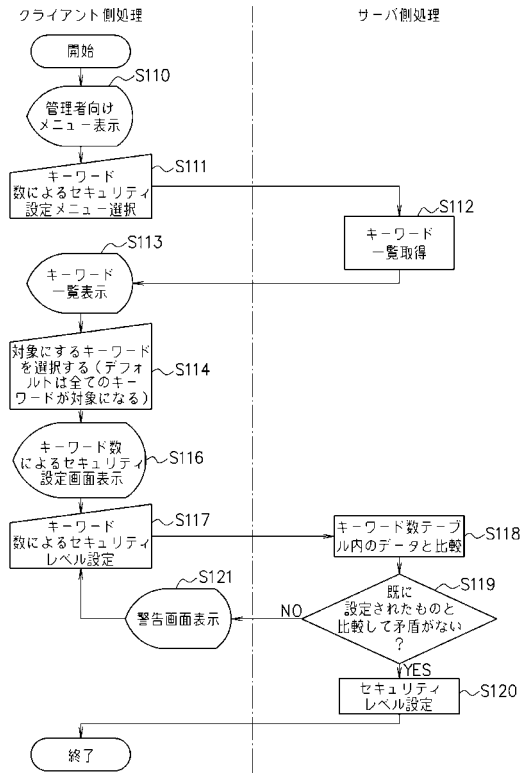 クライアント側処理
サーバ側処理
開始
S110
管理者向け
メニュー表示
S111
キーワード
数によるセキュリティ
設定メニュー選択
S112
キーワード
一覧取得
S113
キーワード
一覧表示
対象にするキーワード
を選択する(デフォ
ルトは全てのキー
ワードが対象になる)
S114
キーワード数
によるセキュリティ
設定画面表示
S116
キーワード
数によるセキュリティ
レベル設定
S117
キーワード数テーブ
ル内のデータと比較
S118
S119
既に
設定されたものと
比較して矛盾がない
?
NO
S121
警告画面表示
YES
セキュリティ
レベル設定
S120
終了